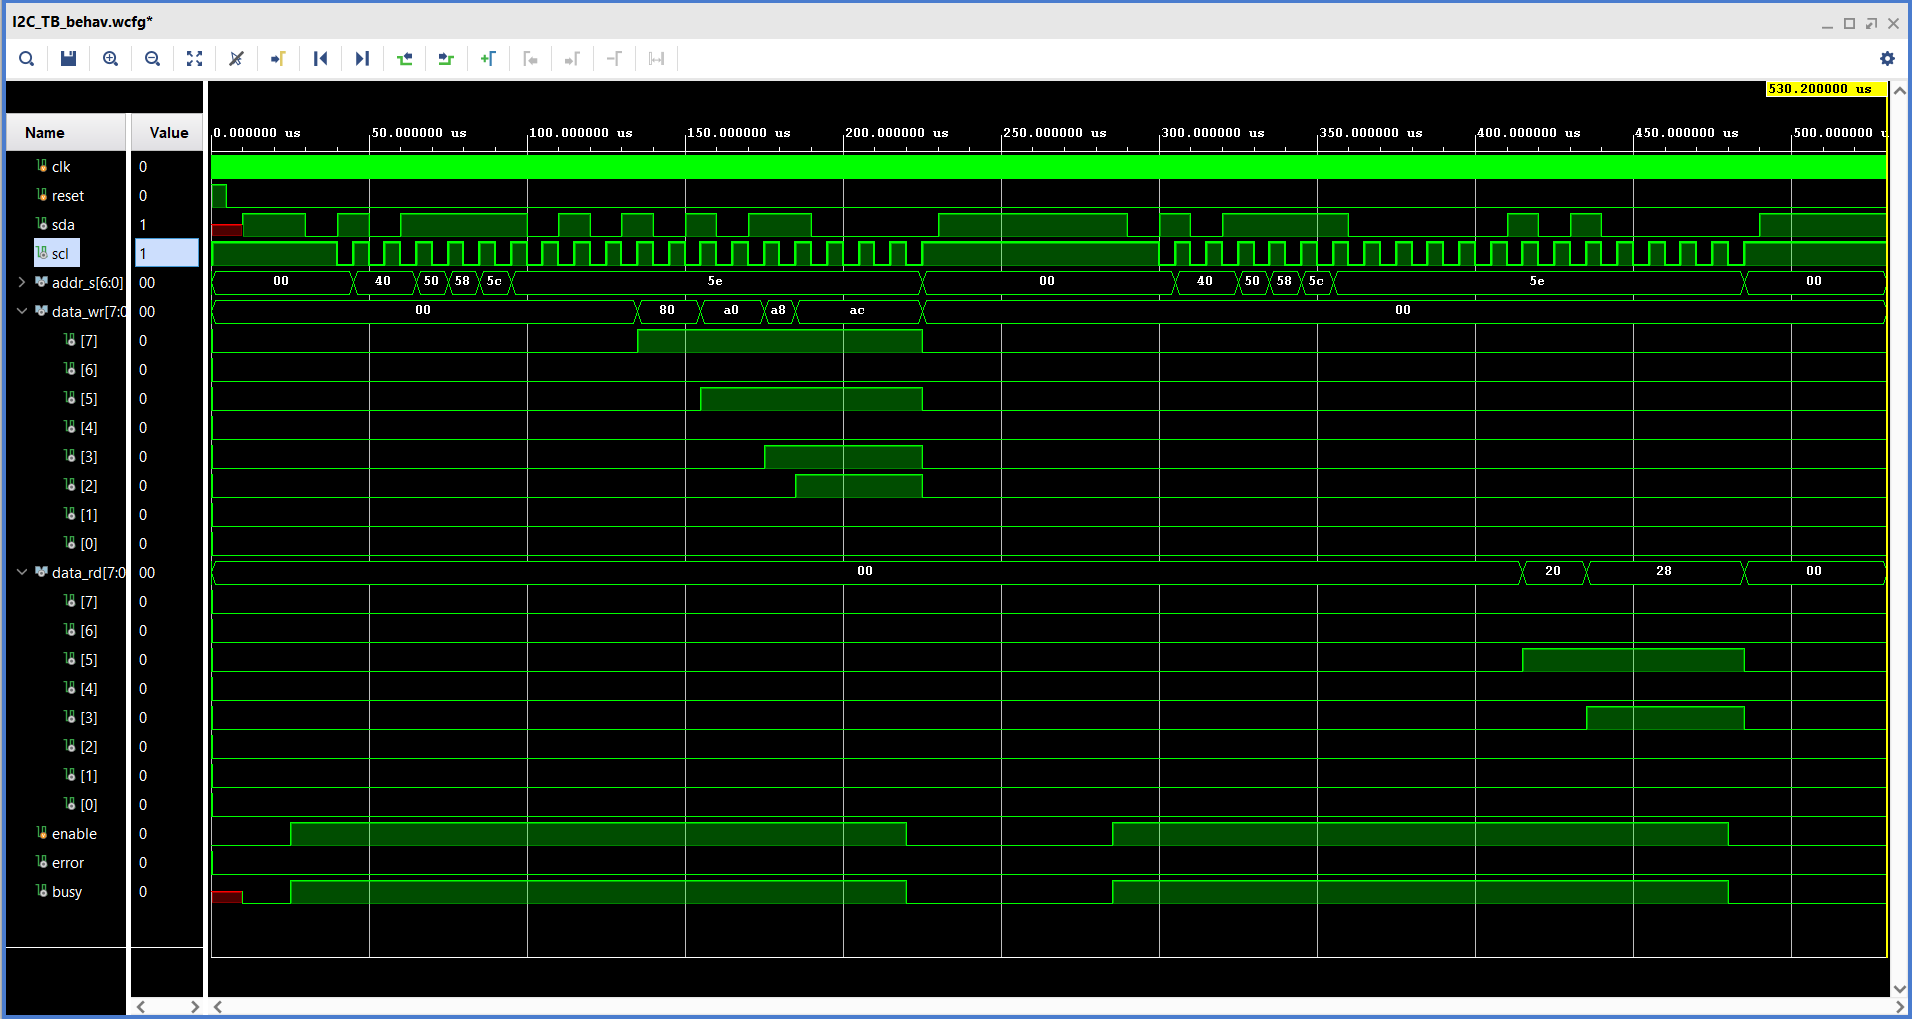 I2C_TB_behav.wcfg*
530.200000 us
Name Value
0.000000 us 50.000000 us 100.000000 us 150.000000 us 200.000000 us 250.000000 us 300.000000 us 350.000000 us 400.000000 us 450.000000 us 500.000000 u
clk 0
reset 0
sda 1
scl 1
addr_s[6:0] 00 00 40 50 58 5c 5e 00 40 50 58 5c 5e 00
data_wr[7:0 00 00 80 a0 a8 ac 00
[7] 0
[6] 0
[5] 0
[4] 0
[3] 0
[2] 0
[1] 0
[0] 0
data_rd[7:0 00 00 20 28 00
[7] 0
[6] 0
[5] 0
[4] 0
[3] 0
[2] 0
[1] 0
[0] 0
enable 0
error 0
busy 0